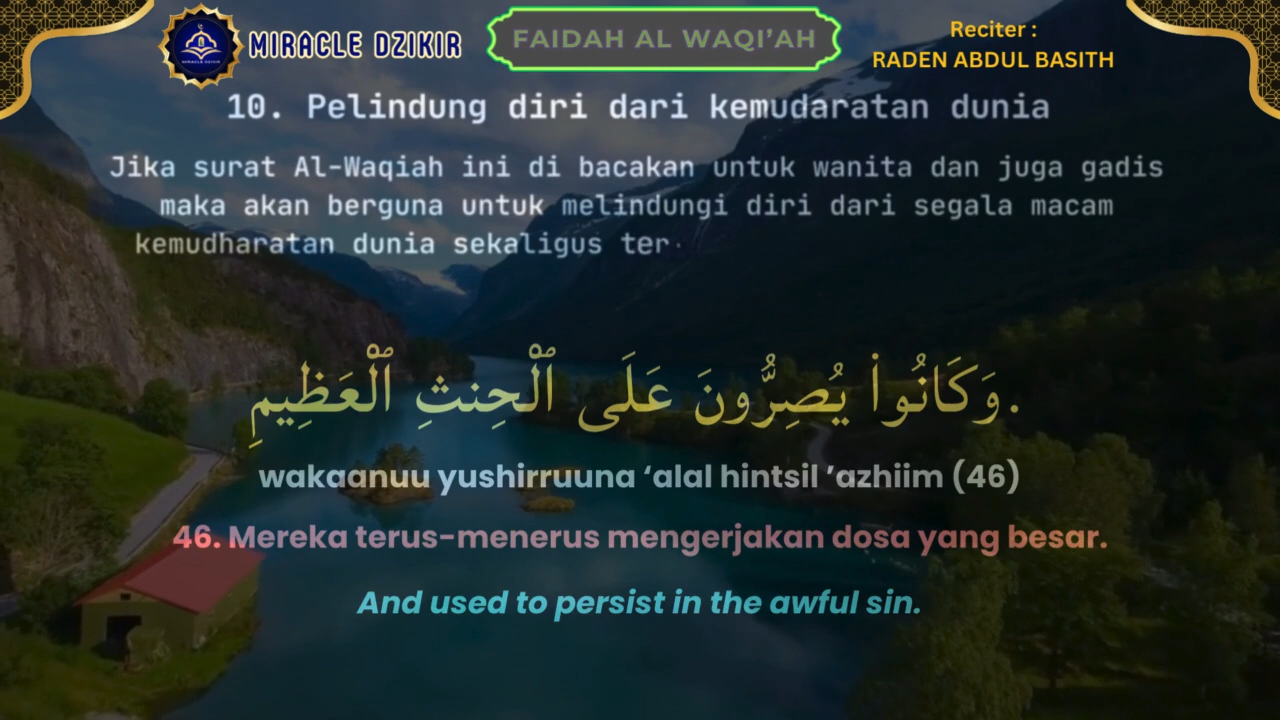 MIRACLE DZIKIR
FAIDAH AL WAQI'AH
Reciter :
RADEN ABDUL BASITH
10. Pelindung diri dari kemudaratan dunia
Jika surat Al-Waqiah ini di bacakan untuk wanita dan juga gadis
maka akan berguna untuk melindungi diri dari segala macam
kemudharatan dunia sekaligus ter
وَكَانُوا۟ يُصِرُّونَ عَلَى ٱلْحِنثِ ٱلْعَظِيمِ.
wakaanuu yushirruuna ‘alal hintsil ’azhiim (46)
46. Mereka terus-menerus mengerjakan dosa yang besar.
And used to persist in the awful sin.